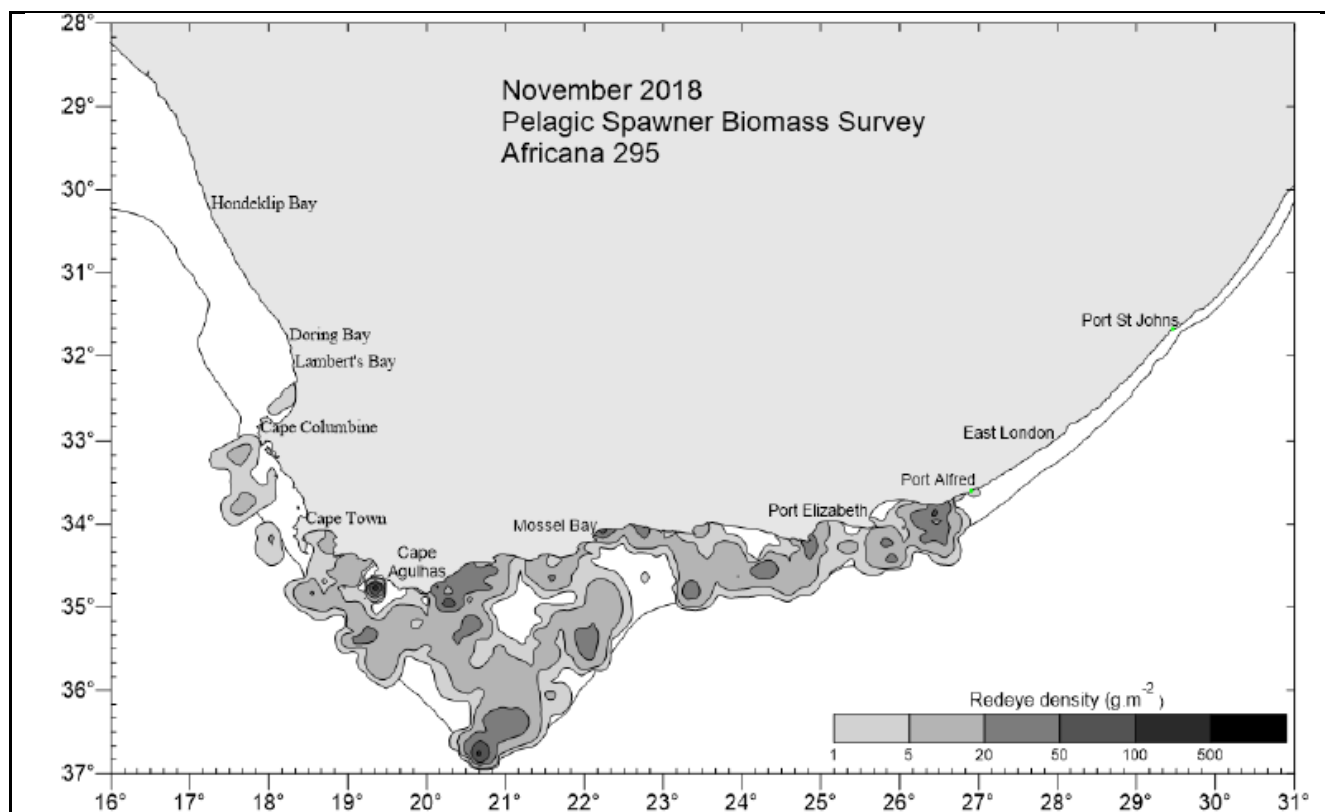 28°
29°
30°
31°
32°
33°
34°
35°
36°
37°
November 2018
Pelagic Spawner Biomass Survey
Africana 295
Hondeklip Bay
Doring Bay
Lambert's Bay
Cape Columbine
Cape Town
Cape
Agulhas
Mossel Bay
Port Elizabeth
Port Alfred
East London
Port St Johns
Redeye density (g.m⁻²)
1 5 20 50 100 500
16° 17° 18° 19° 20° 21° 22° 23° 24° 25° 26° 27° 28° 29° 30° 31°